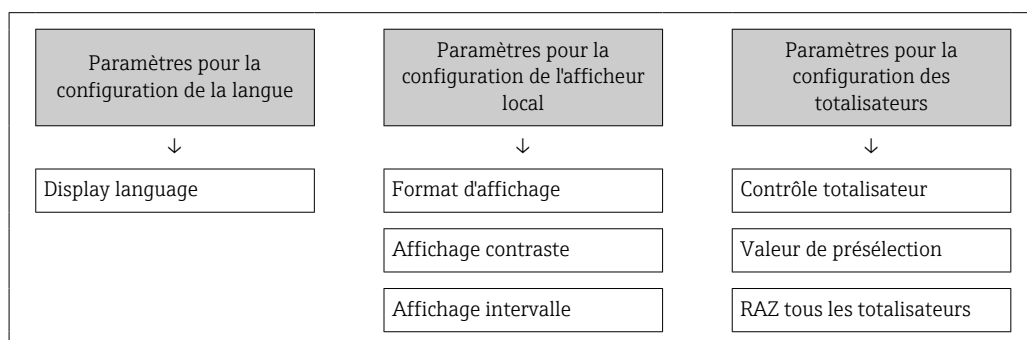 Paramètres pour la
configuration de la langue
↓
Display language
Paramètres pour la
configuration de l'afficheur
local
↓
Format d'affichage
Affichage contraste
Affichage intervalle
Paramètres pour la
configuration des
totalisateurs
↓
Contrôle totalisateur
Valeur de présélection
RAZ tous les totalisateurs